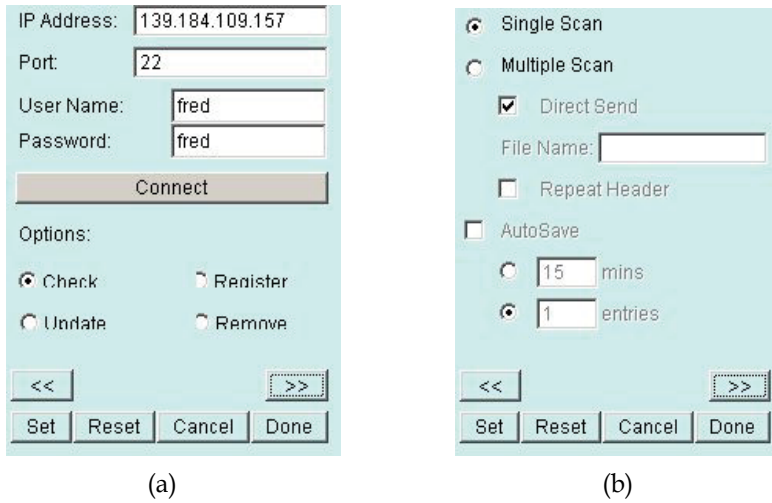 IP Address: 139.184.109.157
Port: 22
User Name: fred
Password: fred
Connect
Options:
Check Register
Update Remove
<< >>
Set Reset Cancel Done
(a)
Single Scan
Multiple Scan
Direct Send
File Name:
Repeat Header
AutoSave
15 mins
1 entries
<< >>
Set Reset Cancel Done
(b)